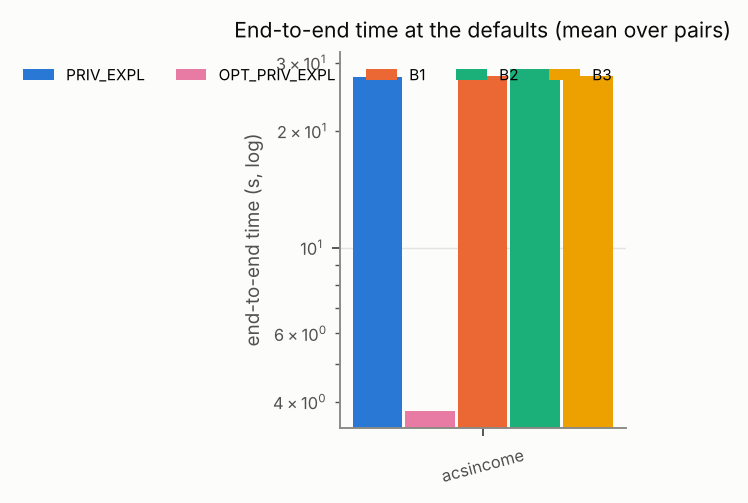 End-to-end time at the defaults (mean over pairs)
PRIV_EXPL OPT_PRIV_EXPL B1 B2 B3
3 × 10¹
2 × 10¹
10¹
6 × 10⁰
4 × 10⁰
end-to-end time (s, log)
acsincome